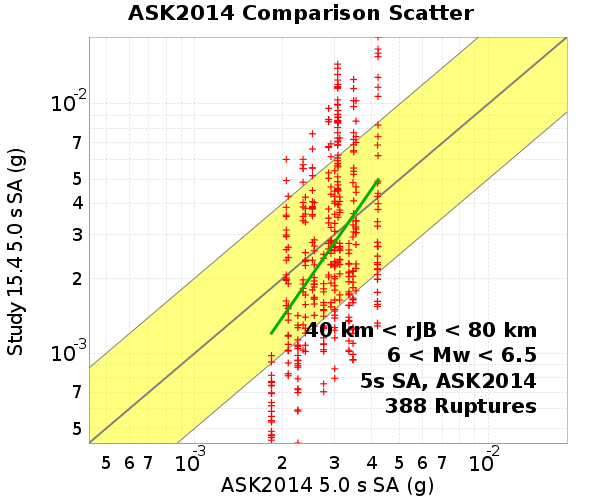 ASK2014 Comparison Scatter
Study 15.4 5.0 s SA (g)
10-2
7
5
4
3
2
10-3
7
5
40 km < rJB < 80 km
6 < Mw < 6.5
5s SA, ASK2014
388 Ruptures
5 6 7 10-3 2 3 4 5 6 7 10-2
ASK2014 5.0 s SA (g)